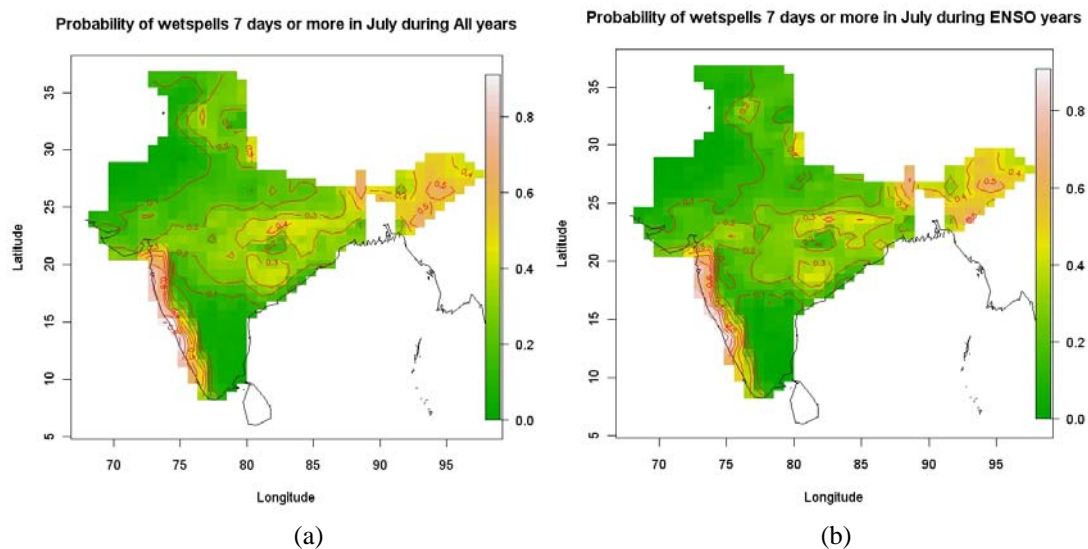 Probability of wetspells 7 days or more in July during All years
Latitude
35
30
25
20
15
10
5
70 75 80 85 90 95
Longitude
0.8
0.6
0.4
0.2
0.0
(a)
Probability of wetspells 7 days or more in July during ENSO years
Latitude
35
30
25
20
15
10
5
70 75 80 85 90 95
Longitude
0.8
0.6
0.4
0.2
0.0
(b)